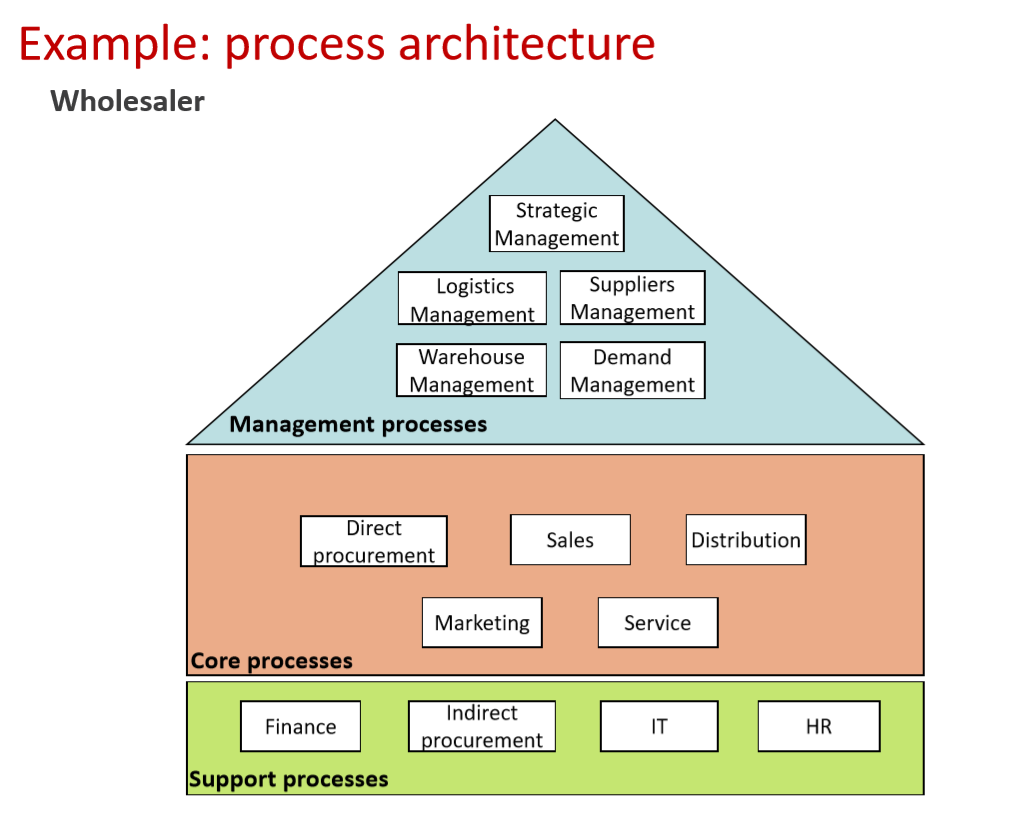 Example: process architecture
Wholesaler
Strategic
Management
Logistics
Management
Suppliers
Management
Warehouse
Management
Demand
Management
Management processes
Direct
procurement
Sales
Distribution
Marketing
Service
Core processes
Finance
Indirect
procurement
IT
HR
Support processes